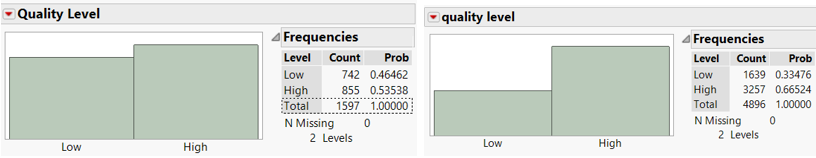 Quality Level
Frequencies
Level Count Prob
Low 742 0.46462
High 855 0.53538
Total 1597 1.00000
N Missing 0
2 Levels
Low High
quality level
Frequencies
Level Count Prob
Low 1639 0.33476
High 3257 0.66524
Total 4896 1.00000
N Missing 0
2 Levels
Low High